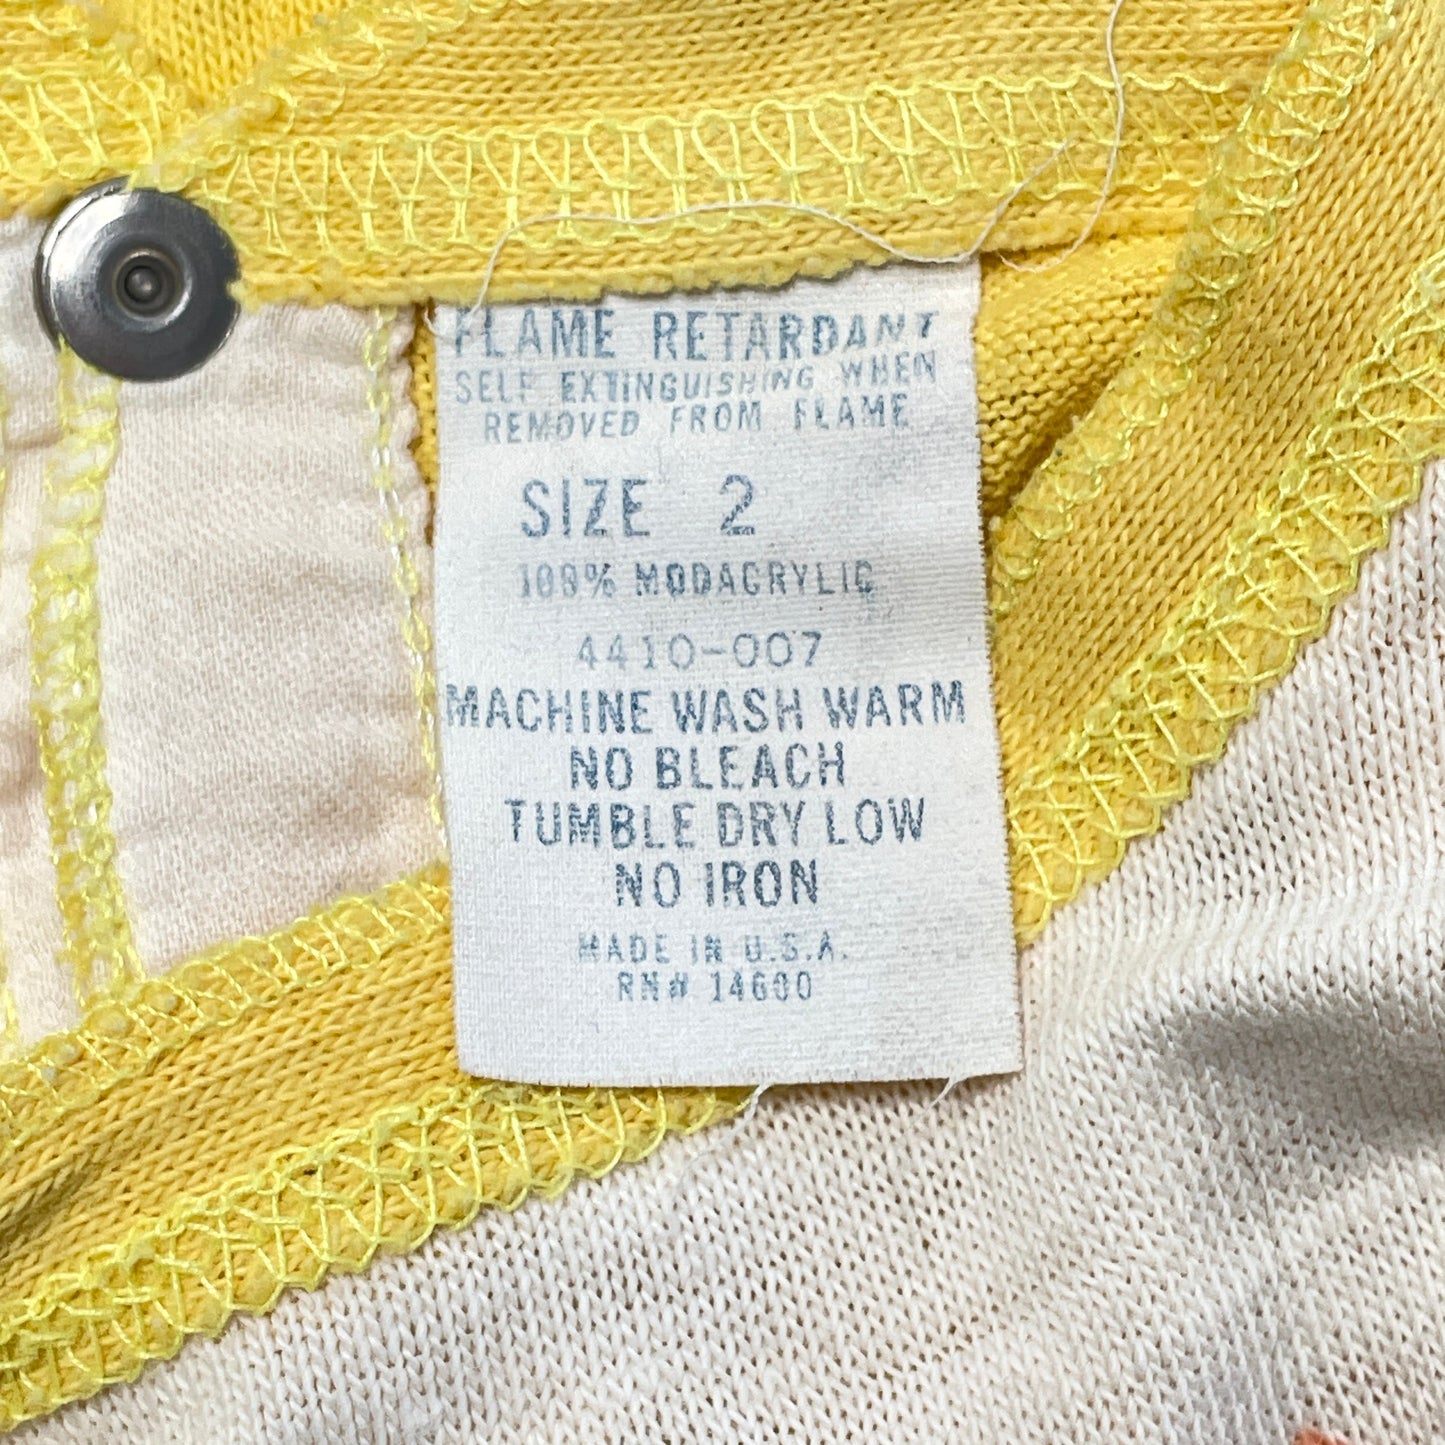 FLAME RETARDANT
SELF EXTINGUISHING WHEN
REMOVED FROM FLAME
SIZE 2
100% MODACRYLIC
4410-007
MACHINE WASH WARM
NO BLEACH
TUMBLE DRY LOW
NO IRON
MADE IN U.S.A.
RN# 14600